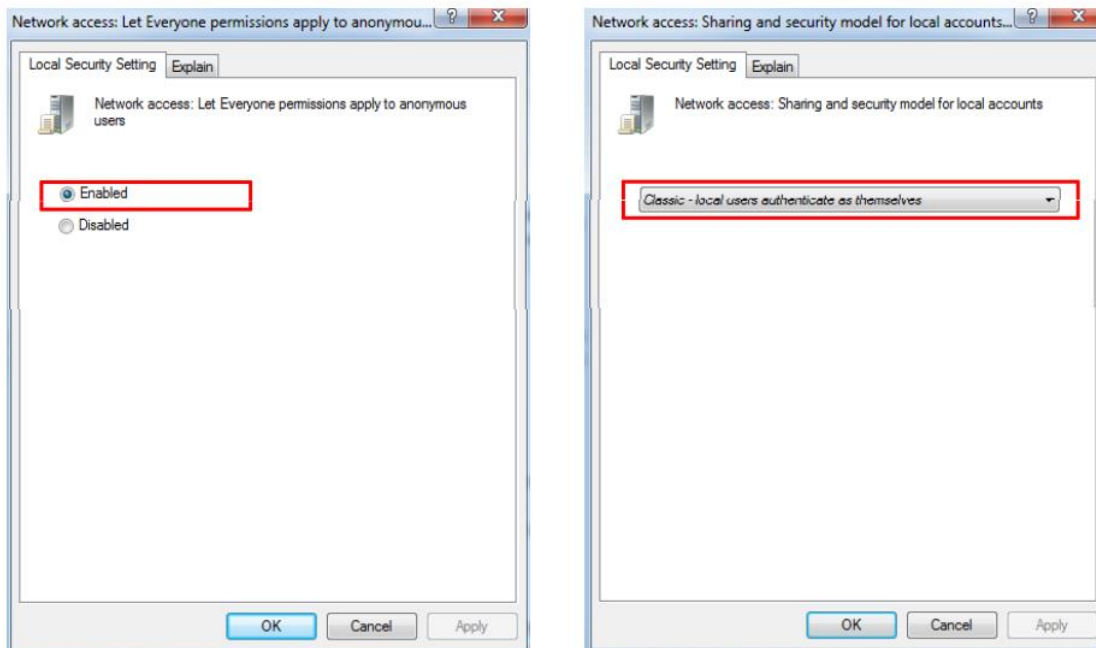 Network access: Let Everyone permissions apply to anonymou...
Local Security Setting
Explain
Network access: Let Everyone permissions apply to anonymous
users
Enabled
Disabled
OK
Cancel
Apply
Network access: Sharing and security model for local accounts...
Local Security Setting
Explain
Network access: Sharing and security model for local accounts
Classic - local users authenticate as themselves
OK
Cancel
Apply